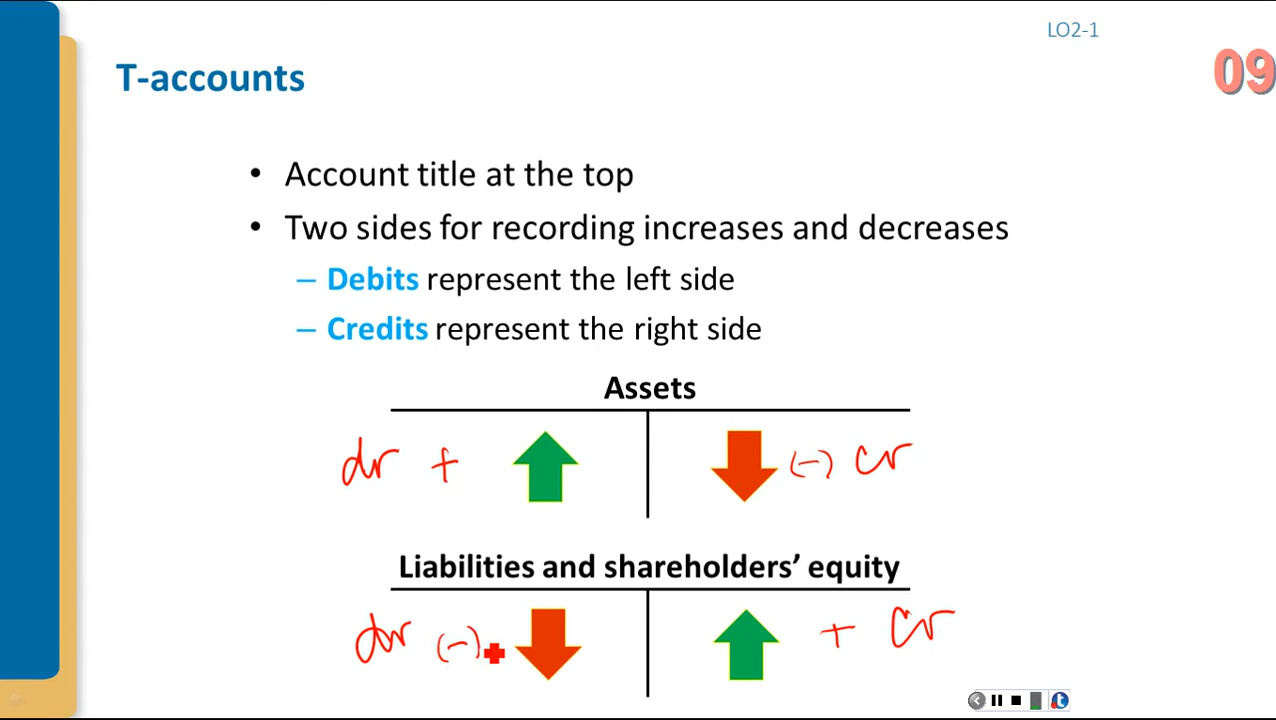 LO2-1
09
T-accounts
• Account title at the top
• Two sides for recording increases and decreases
– Debits represent the left side
– Credits represent the right side
Assets
dr + (-) cr
Liabilities and shareholders’ equity
dr (-) + cr
t